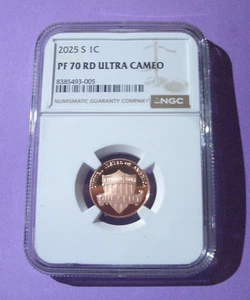 2025 S 1C
PF 70 RD ULTRA CAMEO
8385493-005
NUMISMATIC GUARANTY COMPANY
NGC